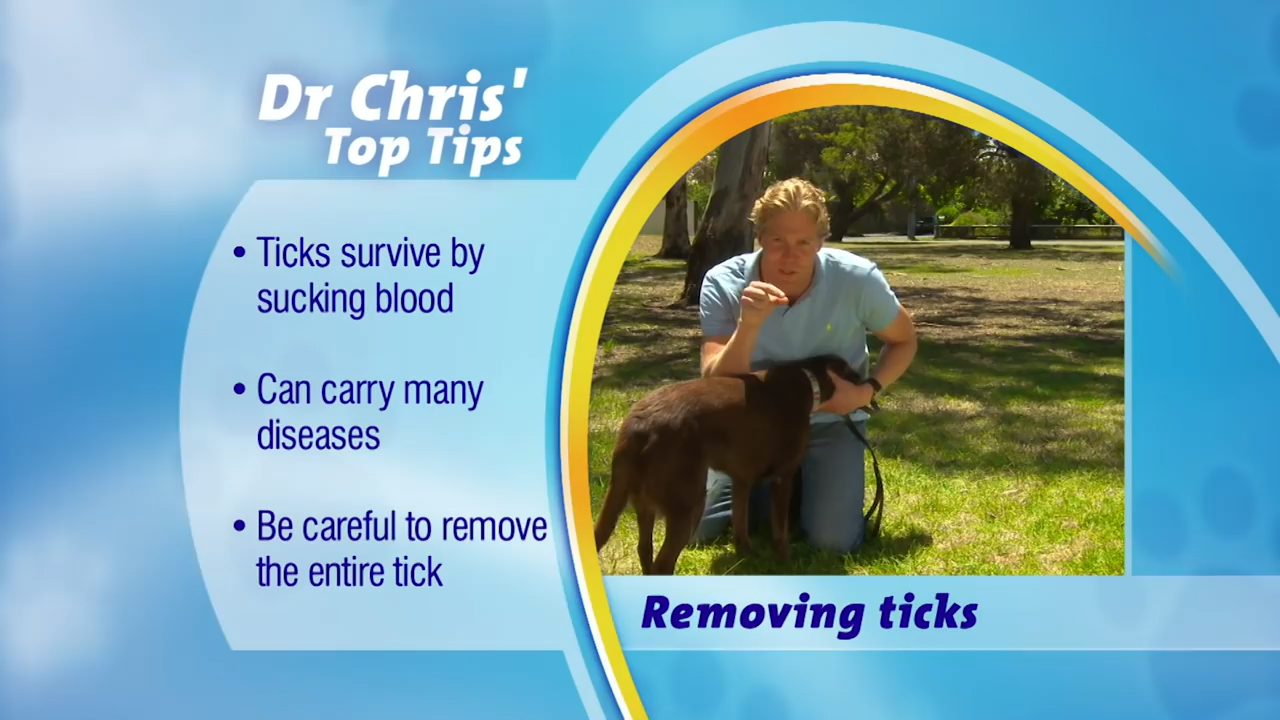 Dr Chris'
Top Tips
• Ticks survive by
sucking blood
• Can carry many
diseases
• Be careful to remove
the entire tick
Removing ticks